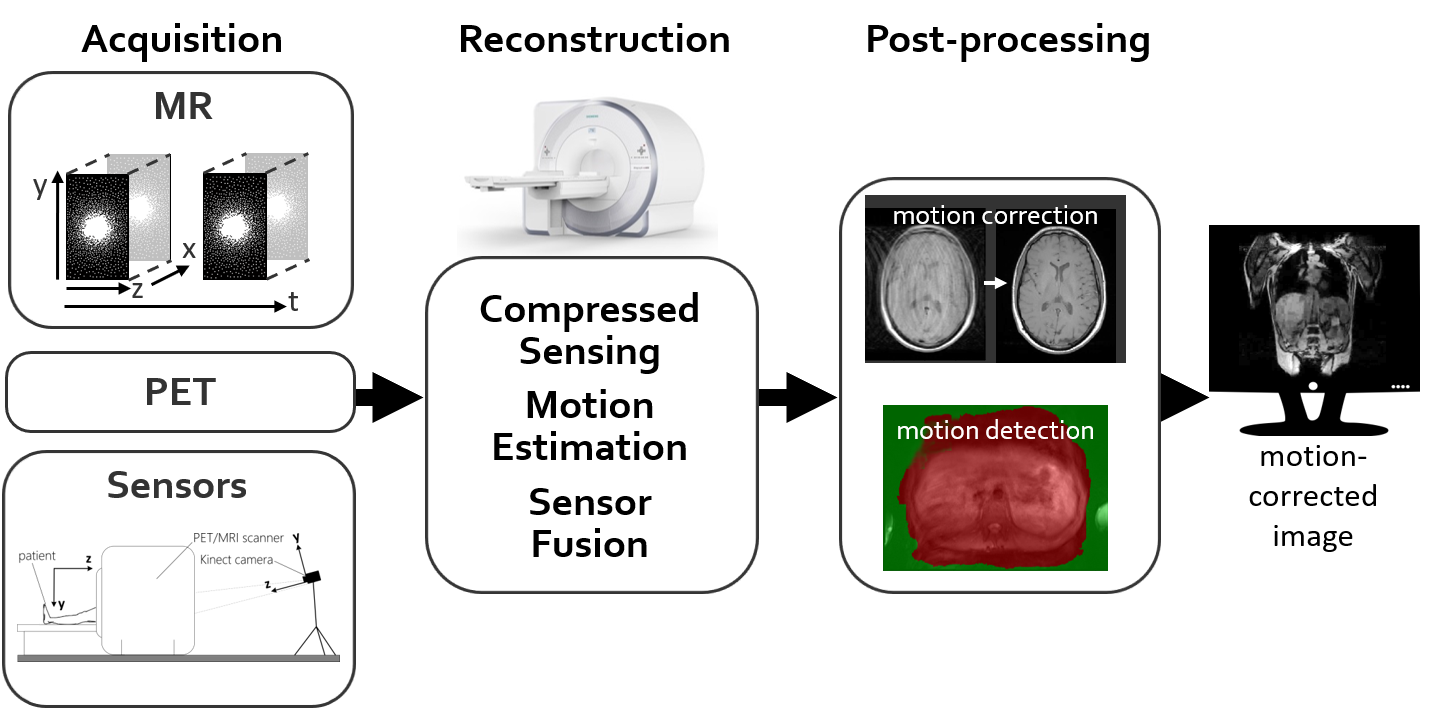 Acquisition
Reconstruction
Post-processing
MR
y
x
z
t
PET
Sensors
PET/MRI scanner
Kinect camera
patient
z
y
y
z
Compressed
Sensing
Motion
Estimation
Sensor
Fusion
motion correction
motion detection
motion-
corrected
image